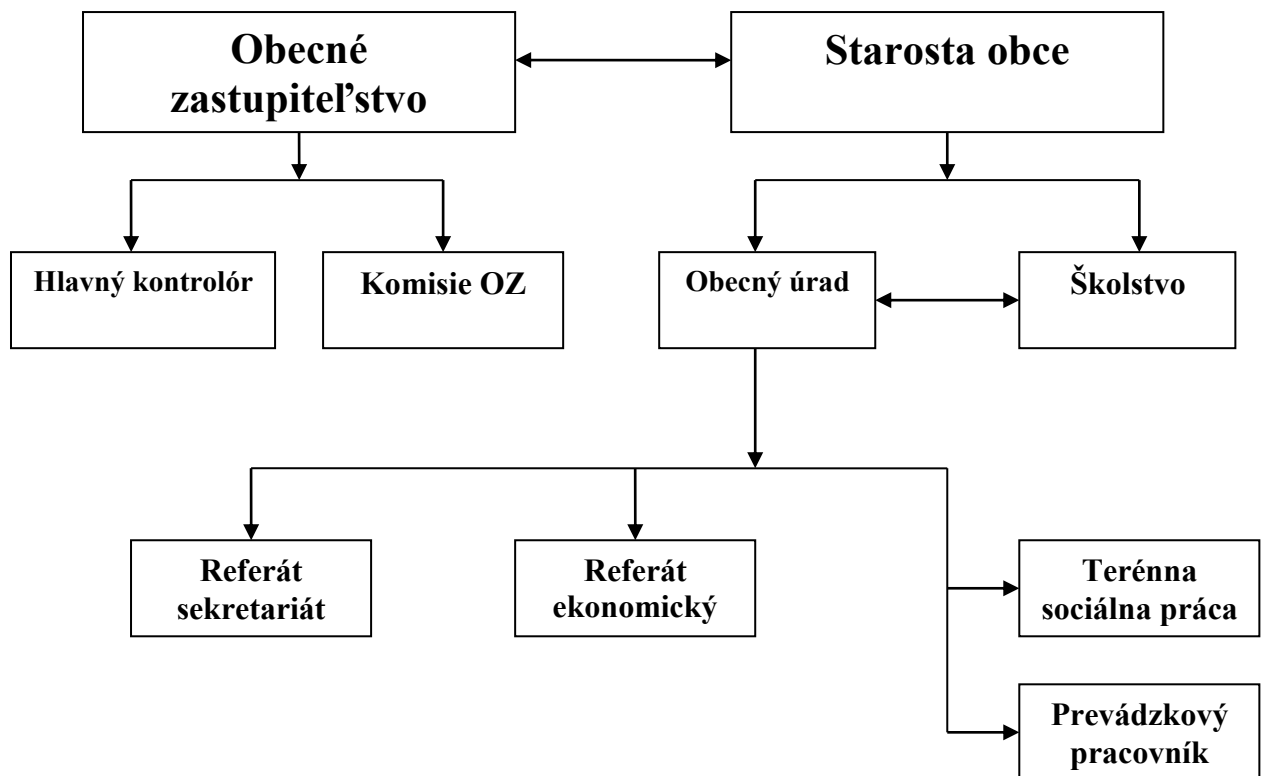 Obecné
zastupiteľstvo
Starosta obce
Hlavný kontrolór
Komisie OZ
Obecný úrad
Školstvo
Referát
sekretariát
Referát
ekonomický
Terénna
sociálna práca
Prevádzkový
pracovník